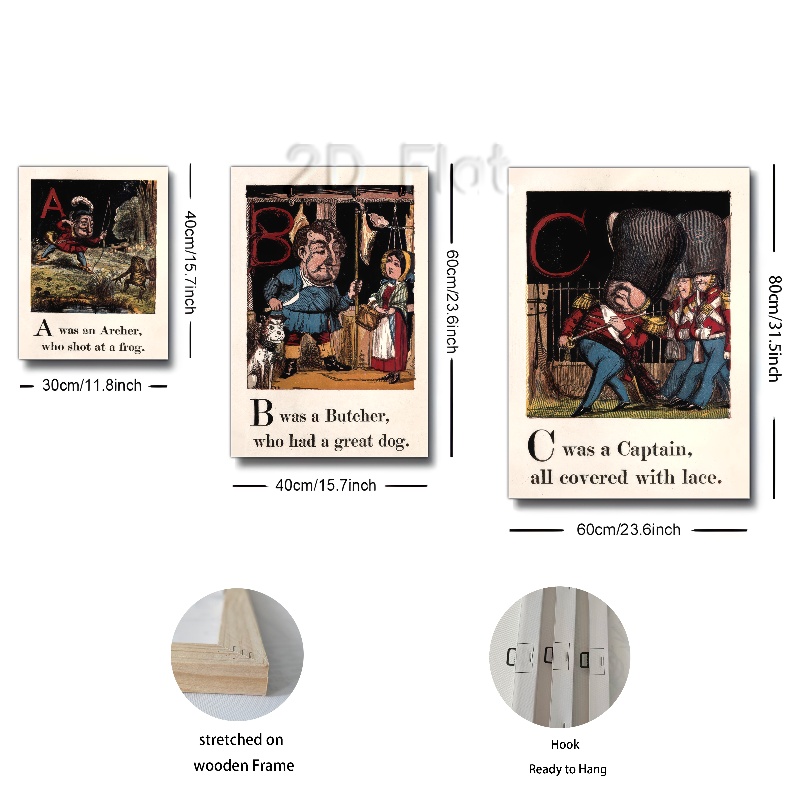 2D Flat
A
A was an Archer,
who shot at a frog.
40cm/15.7inch
30cm/11.8inch
B
B was a Butcher,
who had a great dog.
60cm/23.6inch
40cm/15.7inch
C
C was a Captain,
all covered with lace.
80cm/31.5inch
60cm/23.6inch
stretched on
wooden Frame
Hook
Ready to Hang